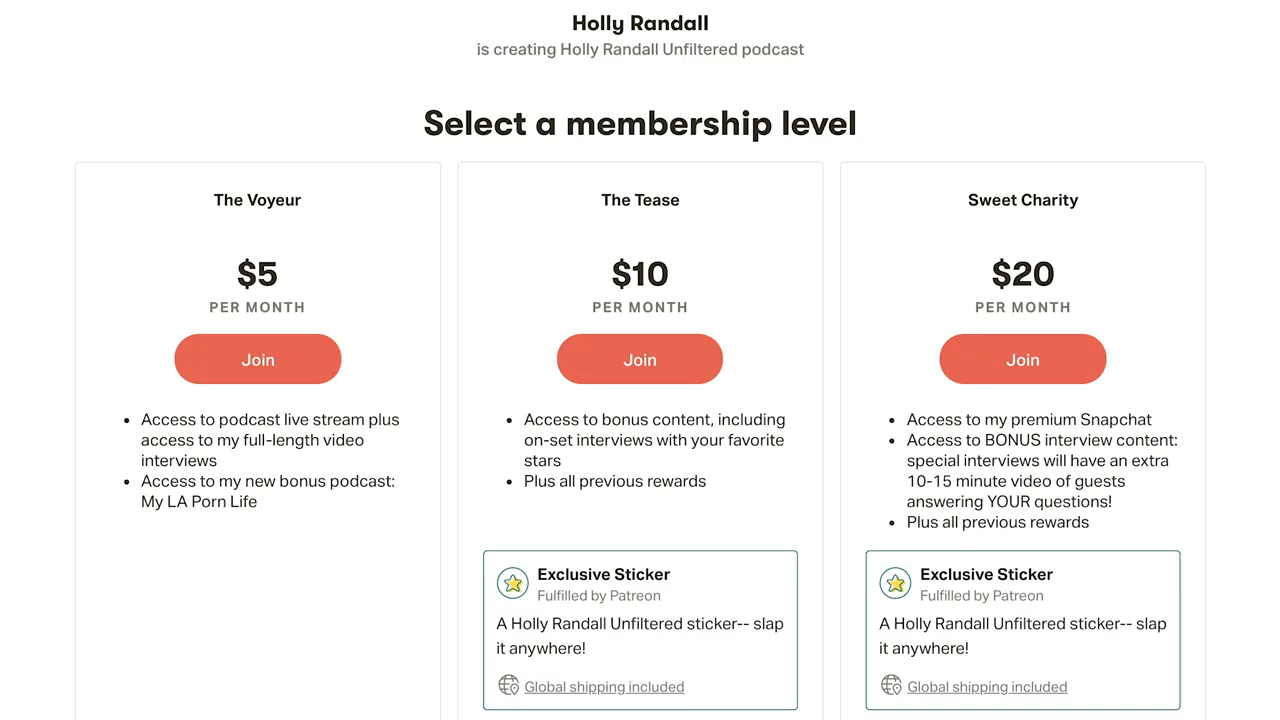 Holly Randall
is creating Holly Randall Unfiltered podcast
Select a membership level
The Voyeur
$5
PER MONTH
Join
• Access to podcast live stream plus
access to my full-length video
interviews
• Access to my new bonus podcast:
My LA Porn Life
The Tease
$10
PER MONTH
Join
• Access to bonus content, including
on-set interviews with your favorite
stars
• Plus all previous rewards
Exclusive Sticker
Fulfilled by Patreon
A Holly Randall Unfiltered sticker-- slap
it anywhere!
Global shipping included
Sweet Charity
$20
PER MONTH
Join
• Access to my premium Snapchat
• Access to BONUS interview content:
special interviews will have an extra
10-15 minute video of guests
answering YOUR questions!
• Plus all previous rewards
Exclusive Sticker
Fulfilled by Patreon
A Holly Randall Unfiltered sticker-- slap
it anywhere!
Global shipping included